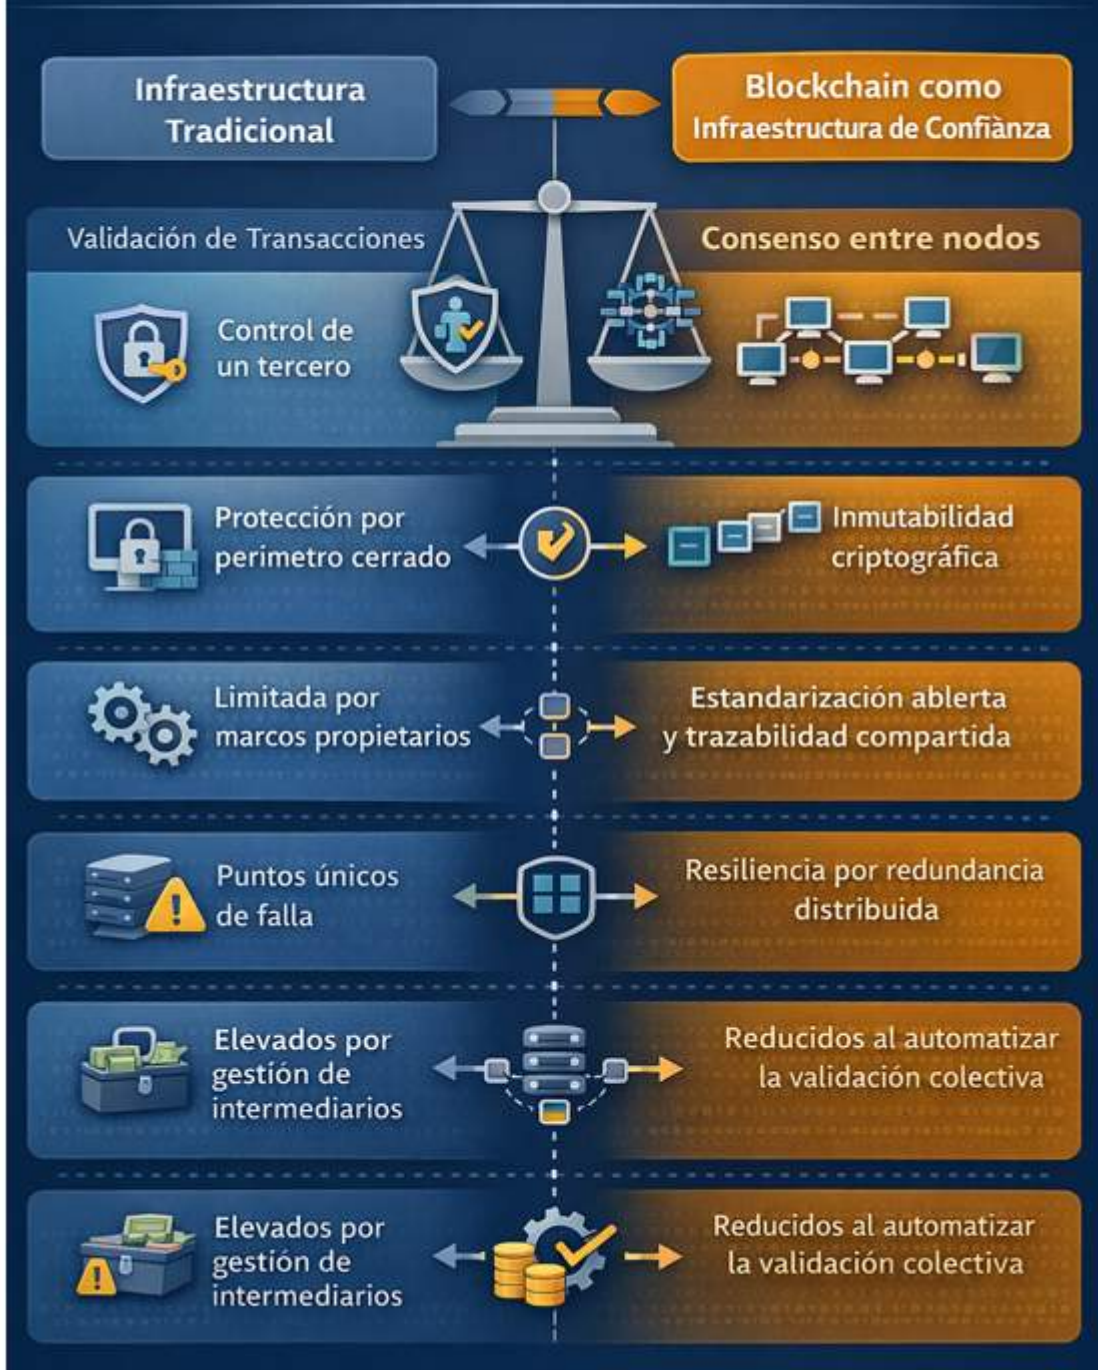 Infraestructura
Tradicional
Blockchain como
Infraestructura de Confiànza
Validación de Transacciones
Consenso entre nodos
Control de
un tercero
Protección por
perimetro cerrado
Inmutabilidad
criptográfica
Limitada por
marcos propietarios
Estandarización ablerta
y trazabilidad compartida
Puntos únicos
de falla
Resiliencia por redundancia
distribuida
Elevados por
gestión de
intermediarios
Reducidos al automatizar
la validación colectiva
Elevados por
gestión de
intermediarios
Reducidos al automatizar
la validación colectiva